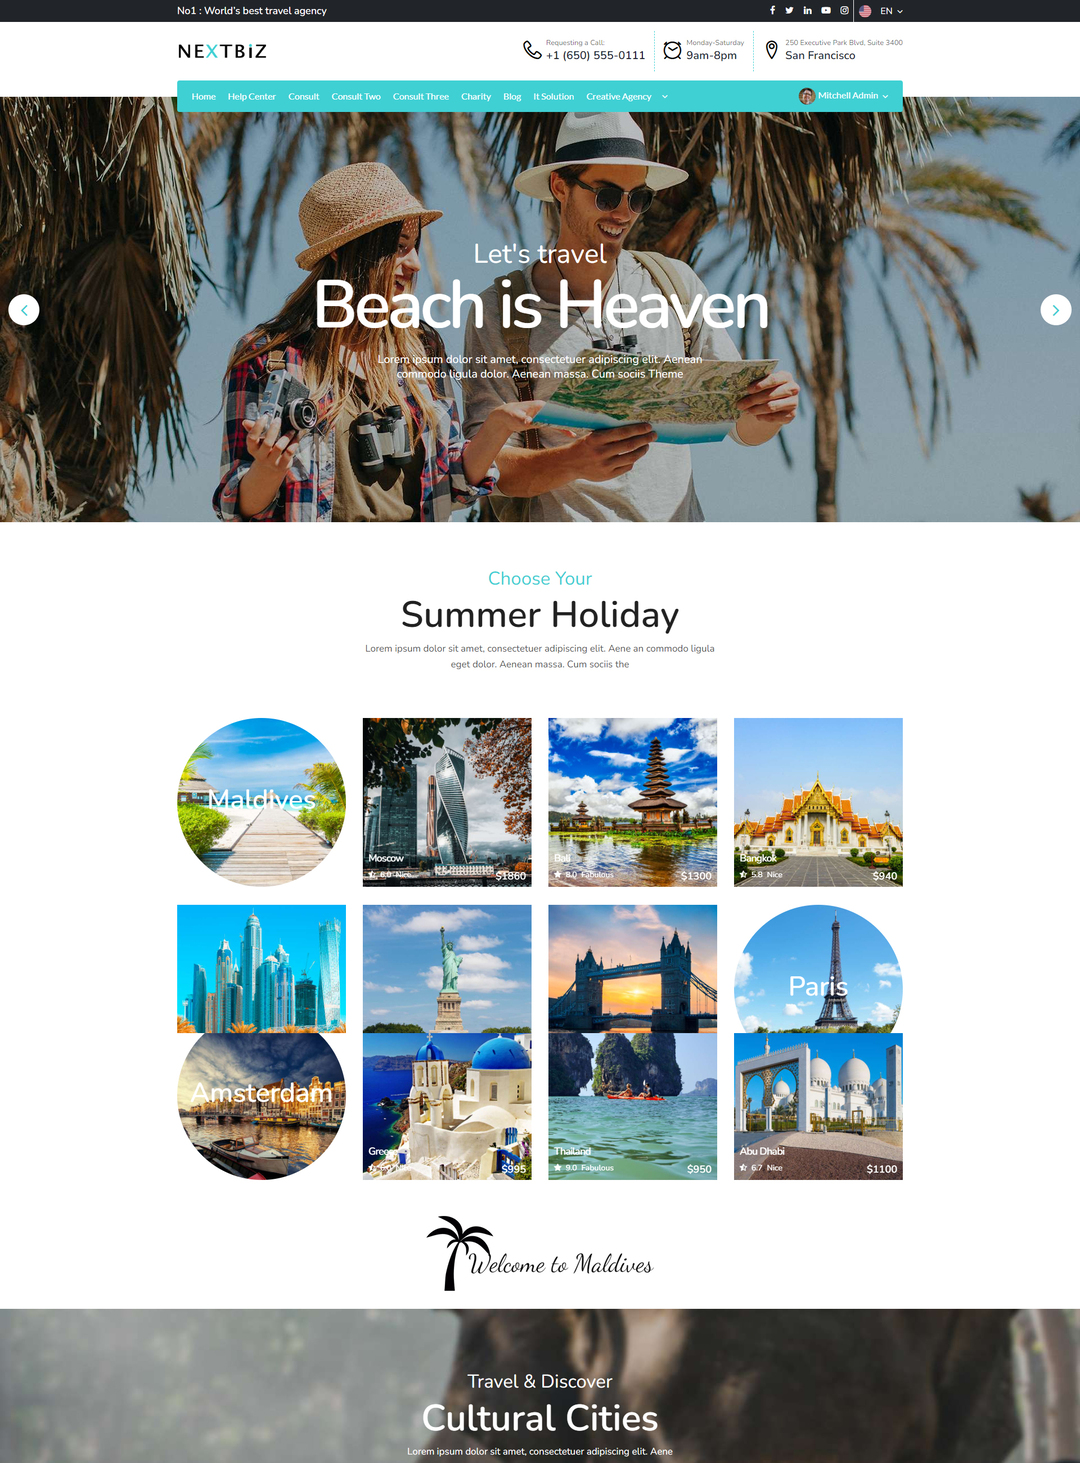 No1 : World's best travel agency
EN
NEXTBIZ
Requesting a Call:
+1 (650) 555-0111
Monday-Saturday
9am-8pm
250 Executive Park Blvd, Suite 3400
San Francisco
Home Help Center Consult Consult Two Consult Three Charity Blog It Solution Creative Agency
Mitchell Admin
Let's travel
Beach is Heaven
Lorem ipsum dolor sit amet, consectetuer adipiscing elit. Aenean
commodo ligula dolor. Aenean massa. Cum sociis Theme
Choose Your
Summer Holiday
Lorem ipsum dolor sit amet, consectetuer adipiscing elit. Aene an commodo ligula
eget dolor. Aenean massa. Cum sociis the
Maldives
Moscow
6.0 Nice
$1860
Bali
8.0 Fabulous
$1300
Bangkok
5.8 Nice
$940
Paris
Amsterdam
Greece
Nice
$995
Thailand
9.0 Fabulous
$950
Abu Dhabi
6.7 Nice
$1100
Welcome to Maldives
Travel & Discover
Cultural Cities
Lorem ipsum dolor sit amet, consectetuer adipiscing elit. Aene